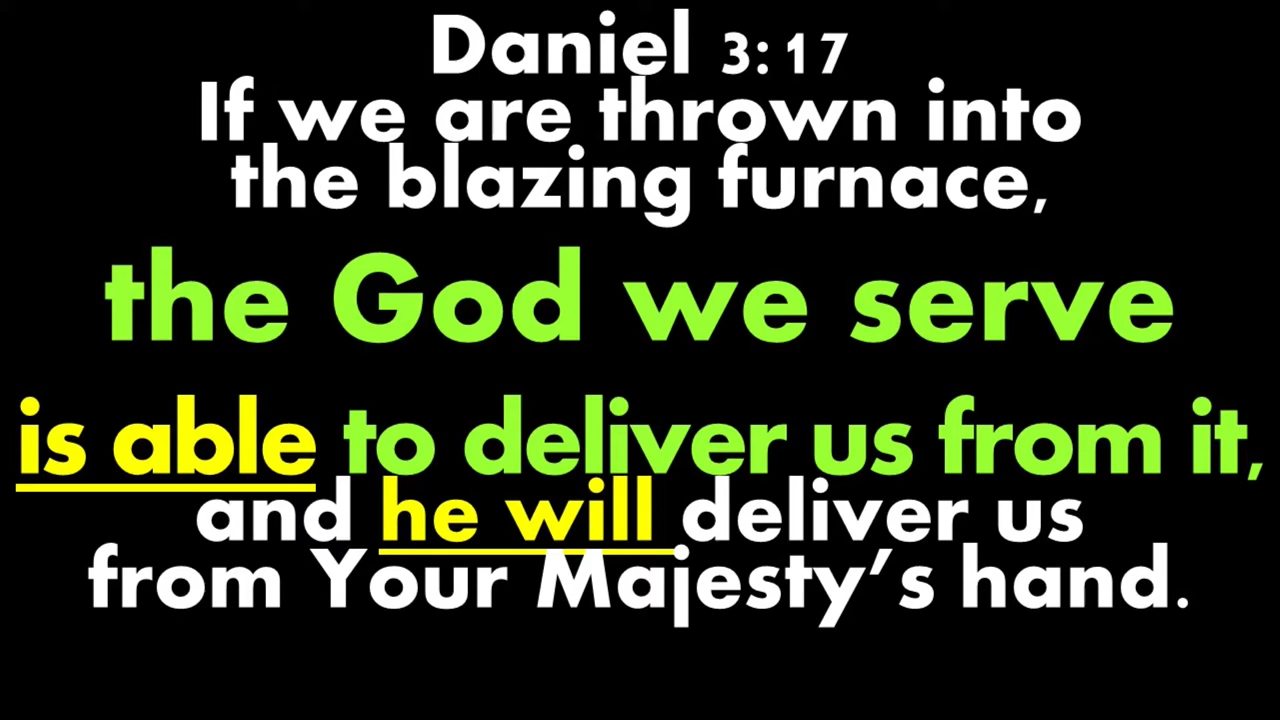 Daniel 3:17
If we are thrown into
the blazing furnace,
the God we serve
is able to deliver us from it,
and he will deliver us
from Your Majesty’s hand.